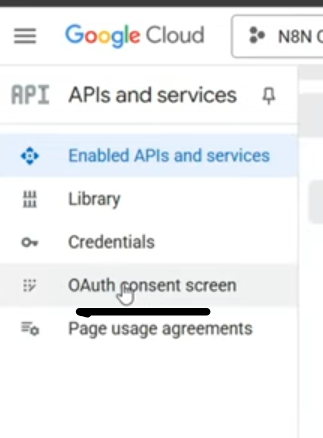 Google Cloud
N8N
API APIs and services
Enabled APIs and services
Library
Credentials
OAuth consent screen
Page usage agreements